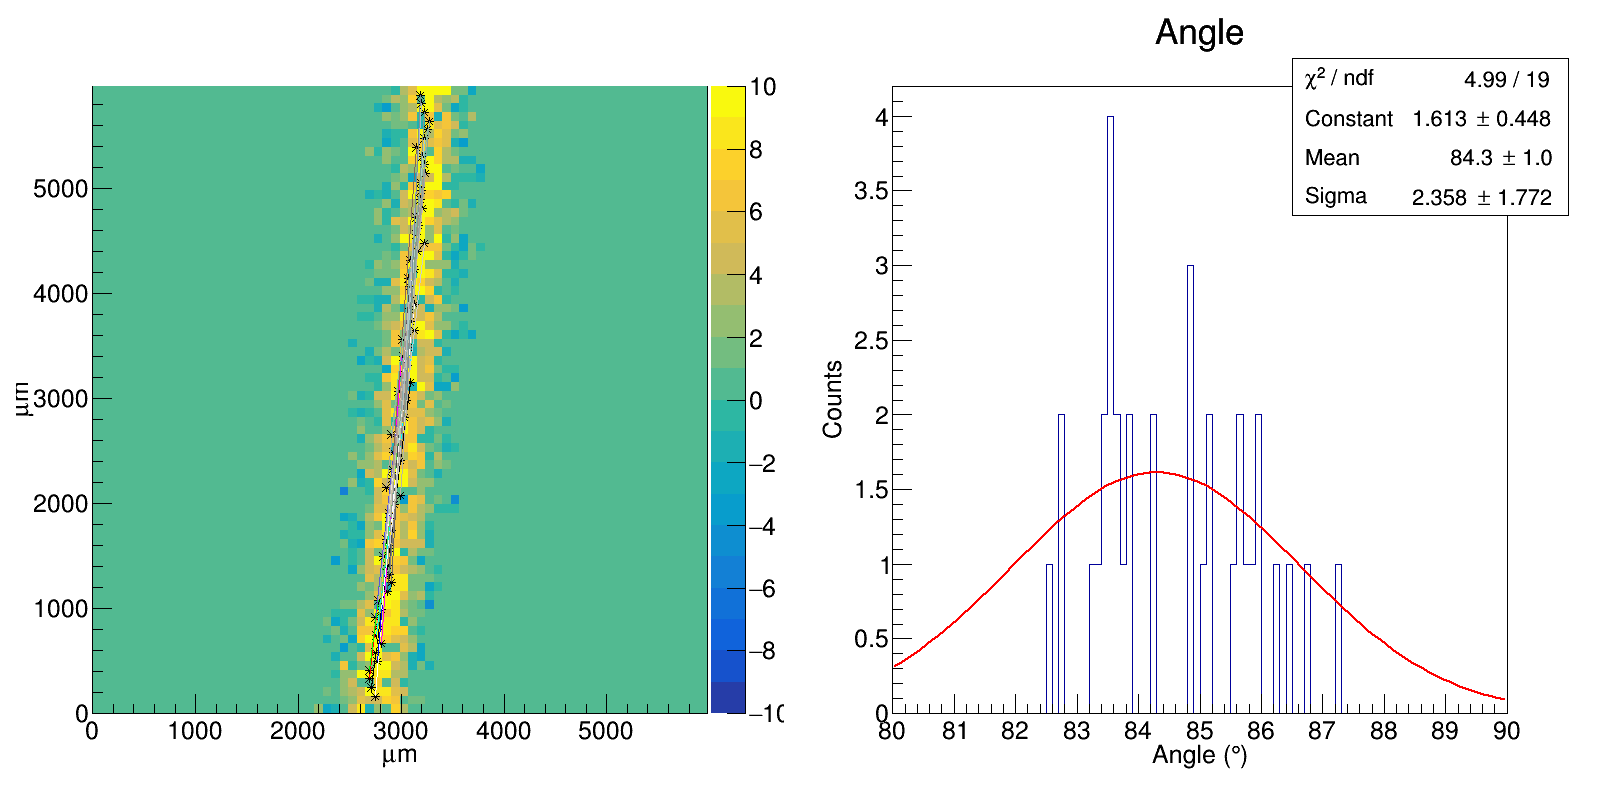 Angle
χ² / ndf 4.99 / 19
Constant 1.613 ± 0.448
Mean 84.3 ± 1.0
Sigma 2.358 ± 1.772
10
8
6
4
2
0
−2
−4
−6
−8
−10
5000
4000
3000
2000
1000
0
μm
0 1000 2000 3000 4000 5000
μm
4
3.5
3
2.5
2
1.5
1
0.5
0
Counts
80 81 82 83 84 85 86 87 88 89 90
Angle (°)